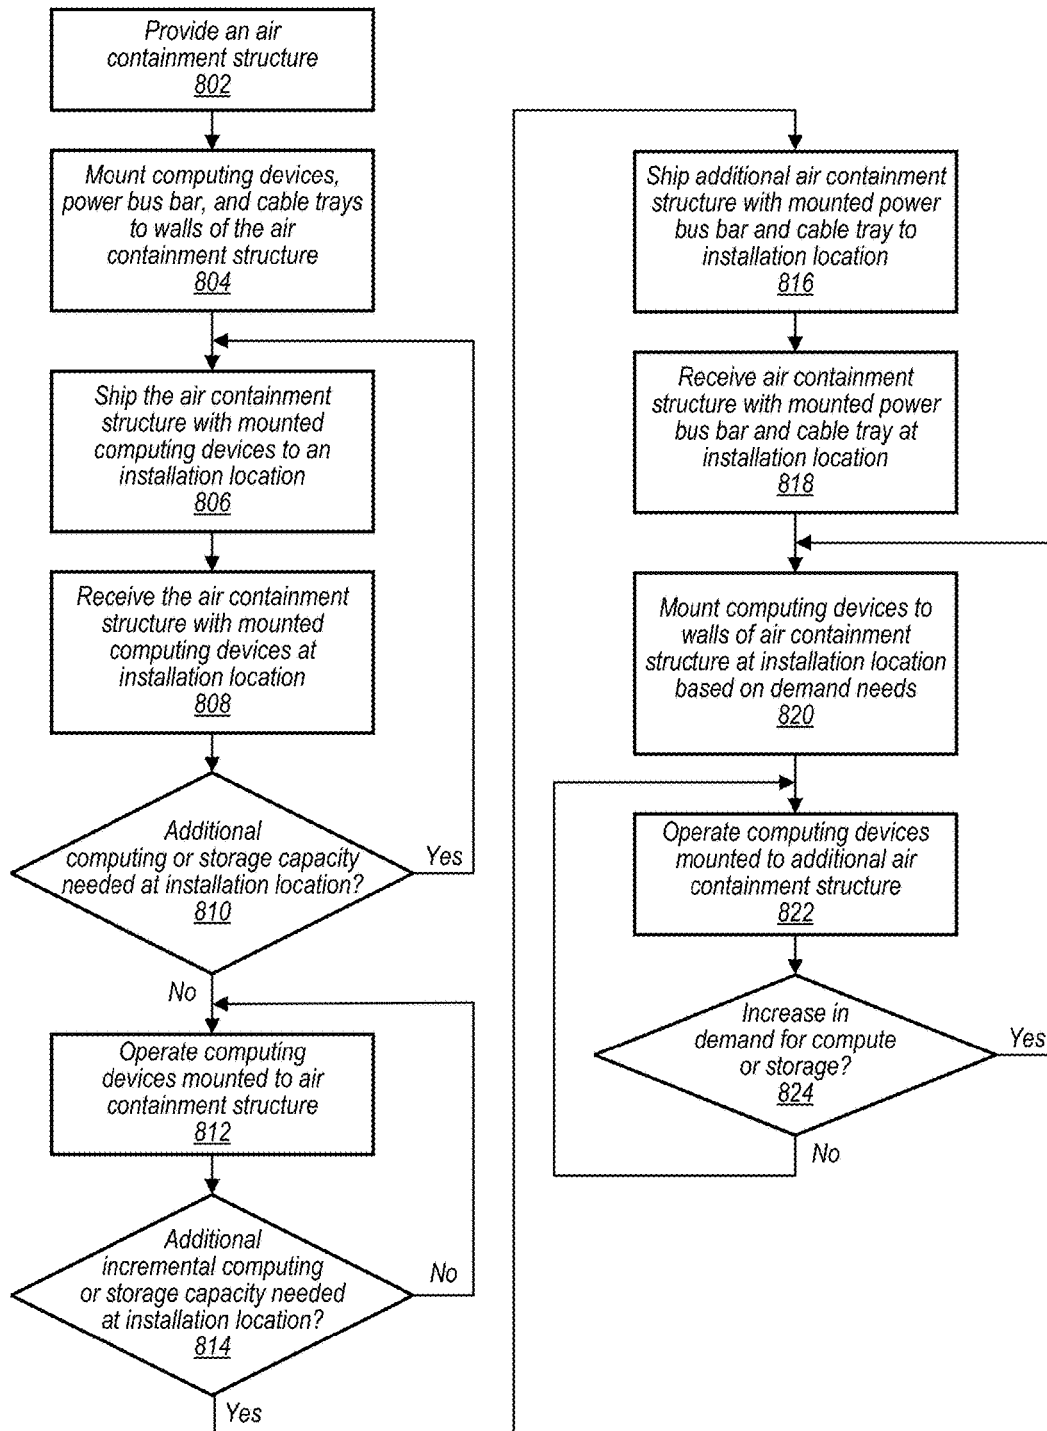 Provide an air
containment structure
802
Mount computing devices,
power bus bar, and cable trays
to walls of the air
containment structure
804
Ship the air containment
structure with mounted
computing devices to an
installation location
806
Receive the air containment
structure with mounted
computing devices at
installation location
808
Additional
computing or storage capacity
needed at installation location?
810
Yes
No
Operate computing
devices mounted to air
containment structure
812
Additional
incremental computing
or storage capacity needed
at installation location?
814
No
Yes
Ship additional air containment
structure with mounted power
bus bar and cable tray to
installation location
816
Receive air containment
structure with mounted power
bus bar and cable tray at
installation location
818
Mount computing devices to
walls of air containment
structure at installation location
based on demand needs
820
Operate computing devices
mounted to additional air
containment structure
822
Increase in
demand for compute
or storage?
824
Yes
No